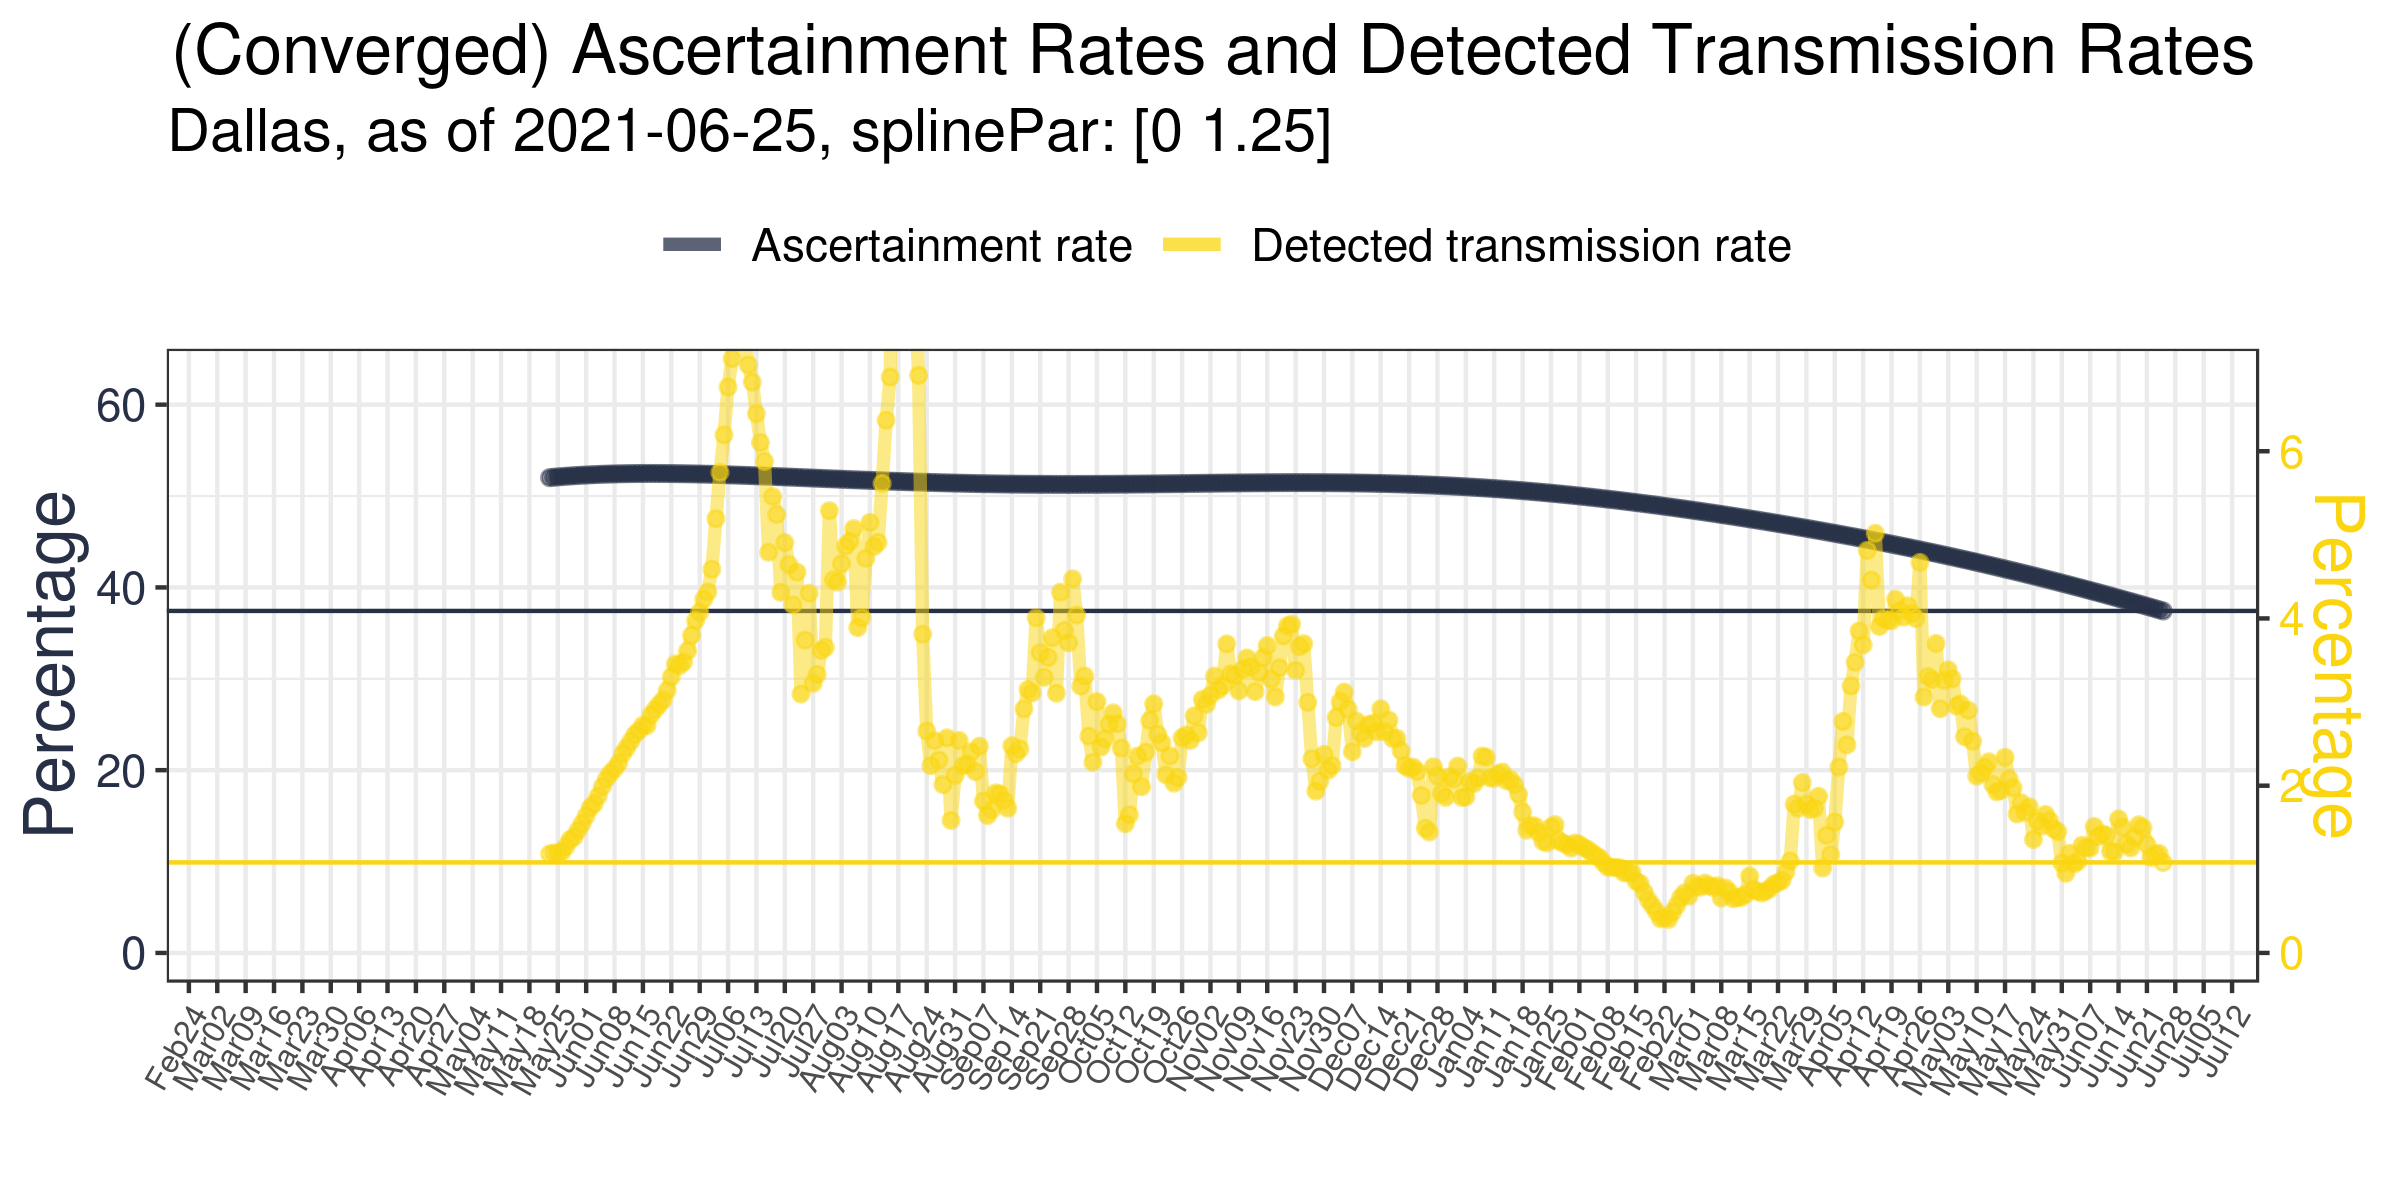 (Converged) Ascertainment Rates and Detected Transmission Rates
Dallas, as of 2021-06-25, splinePar: [0 1.25]
Ascertainment rate
Detected transmission rate
Percentage
60
40
20
0
6
4
2
0
Percentage
Feb24
Mar02
Mar09
Mar16
Mar23
Mar30
Apr06
Apr13
Apr20
Apr27
May04
May11
May18
May25
Jun01
Jun08
Jun15
Jun22
Jun29
Jul06
Jul13
Jul20
Jul27
Aug03
Aug10
Aug17
Aug24
Aug31
Sep07
Sep14
Sep21
Sep28
Oct05
Oct12
Oct19
Oct26
Nov02
Nov09
Nov16
Nov23
Nov30
Dec07
Dec14
Dec21
Dec28
Jan04
Jan11
Jan18
Jan25
Feb01
Feb08
Feb15
Feb22
Mar01
Mar08
Mar15
Mar22
Mar29
Apr05
Apr12
Apr19
Apr26
May03
May10
May17
May24
May31
Jun07
Jun14
Jun21
Jun28
Jul05
Jul12